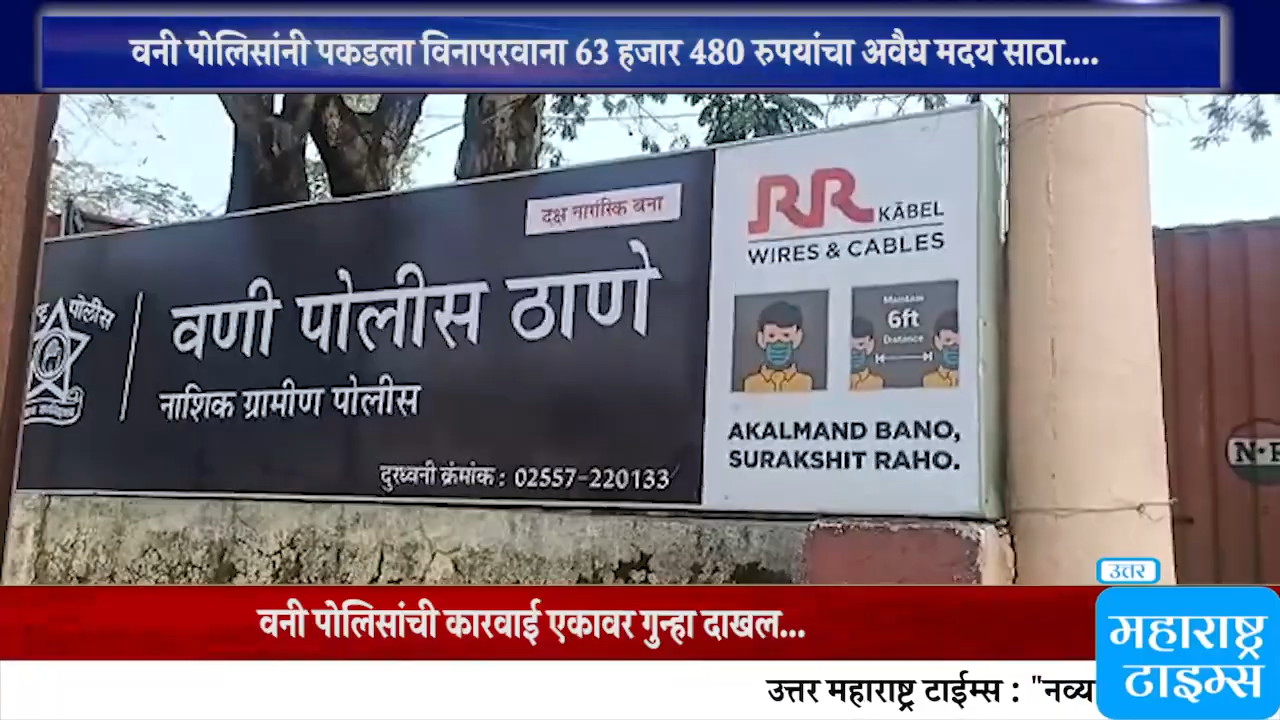 वनी पोलिसांनी पकडला विनापरवाना 63 हजार 480 रुपयांचा अवैध मदय साठा....
दक्ष नागरिक बना
पोलीस
वणी पोलीस ठाणे
नाशिक ग्रामीण पोलीस
दुरध्वनी क्रंमांक : 02557-220133
RR KĀBEL
WIRES & CABLES
Maintain
6ft
Distance
AKALMAND BANO,
SURAKSHIT RAHO.
वनी पोलिसांची कारवाई एकावर गुन्हा दाखल...
उत्तर
महाराष्ट्र
टाइम्स
उत्तर महाराष्ट्र टाईम्स : "नव्य